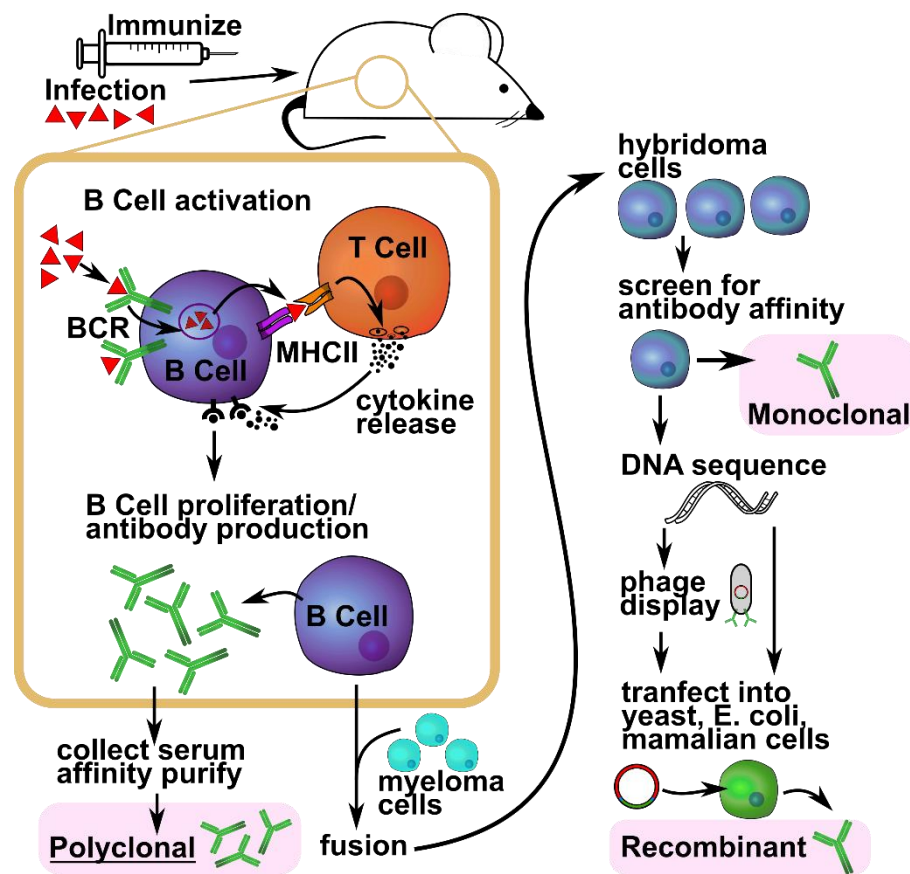 Immunize
Infection
B Cell activation
T Cell
BCR
B Cell
MHCII
cytokine
release
B Cell proliferation/
antibody production
B Cell
collect serum
affinity purify
Polyclonal
myeloma
cells
fusion
hybridoma
cells
screen for
antibody affinity
Monoclonal
DNA sequence
phage
display
tranfect into
yeast, E. coli,
mamalian cells
Recombinant